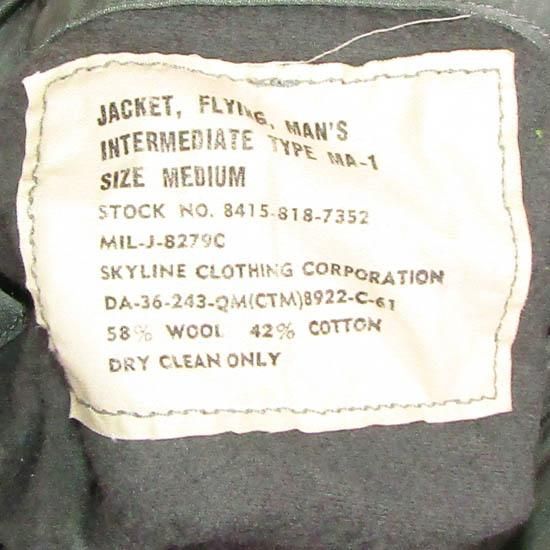 JACKET, FLYING, MAN'S
INTERMEDIATE TYPE MA-1
SIZE MEDIUM
STOCK NO. 8415-818-7352
MIL-J-8279C
SKYLINE CLOTHING CORPORATION
DA-36-243-QM(CTM)8922-C-61
58% WOOL 42% COTTON
DRY CLEAN ONLY